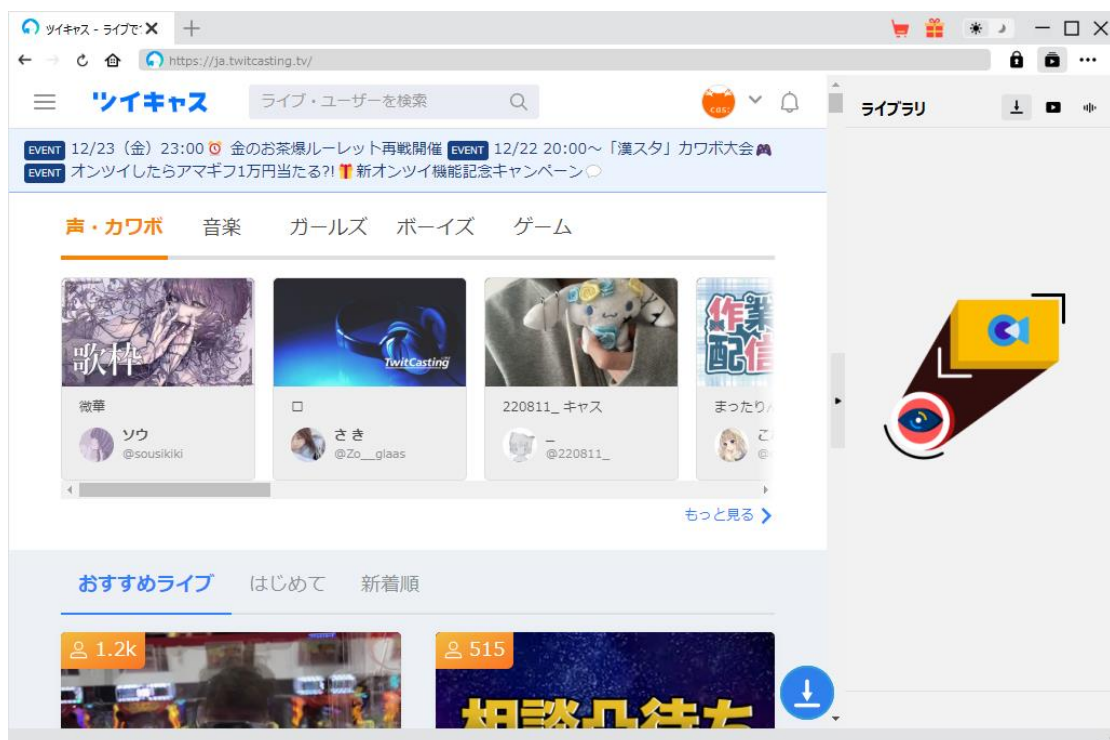 ツイキャス - ライブで
https://ja.twitcasting.tv/
ツイキャス
ライブ・ユーザーを検索
cas:
ライブラリ
EVENT 12/23（金）23:00 金のお茶爆ルーレット再戦開催 EVENT 12/22 20:00～「漢スタ」カワボ大会
EVENT オンツイしたらアマギフ1万円当たる?! 新オンツイ機能記念キャンペーン
声・カワボ 音楽 ガールズ ボーイズ ゲーム
歌枠
TwitCasting
作業
配信
微華
ソウ
@sousikiki
口
さき
@Zo__glaas
220811_ キャス
_
@220811_
まったり
こ
@
もっと見る
おすすめライブ はじめて 新着順
1.2k
515
相談凸待ち